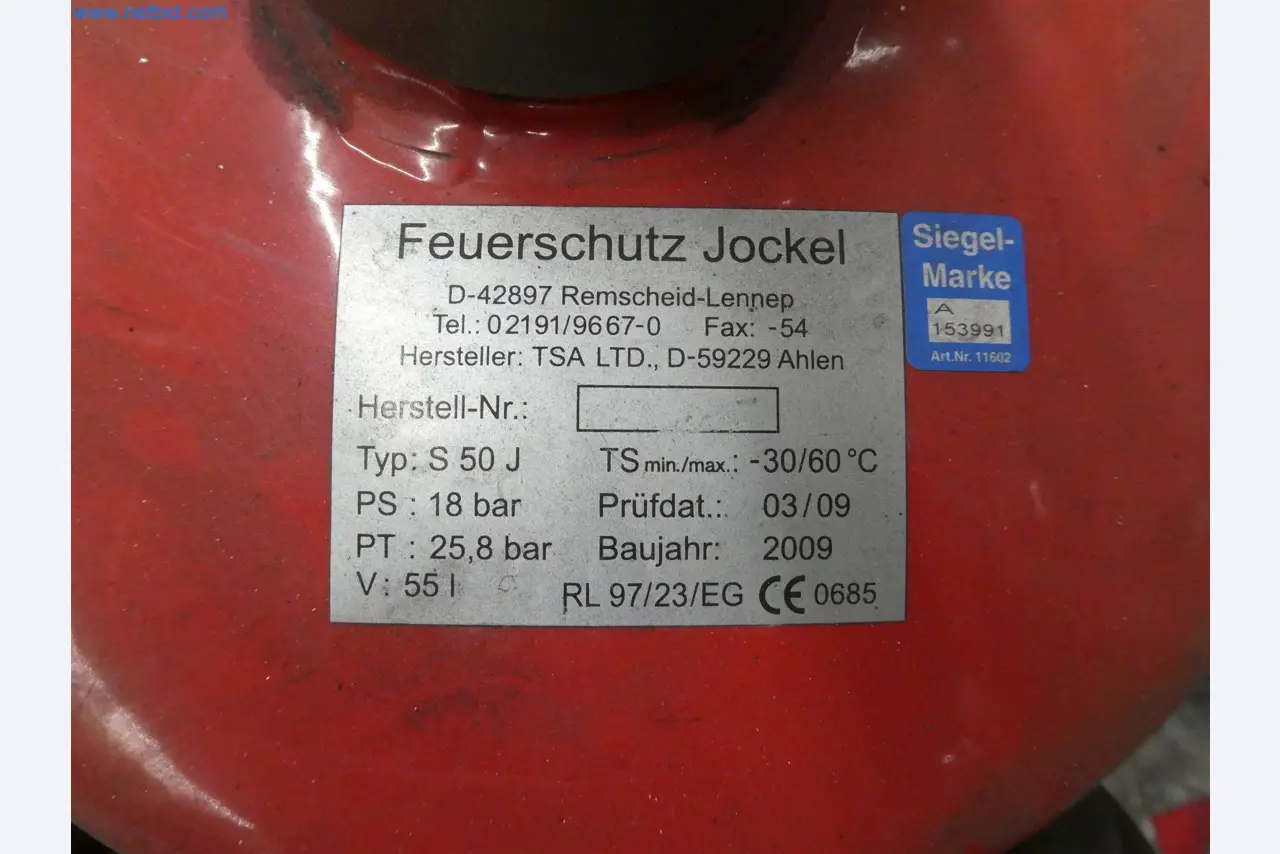 www.netbid.com
Feuerschutz Jockel
D-42897 Remscheid-Lennep
Tel.: 02191/9667-0 Fax: -54
Hersteller: TSA LTD., D-59229 Ahlen
Herstell-Nr.:
Typ: S 50 J TS min./max.: -30/60 °C
PS : 18 bar Prüfdat.: 03/09
PT : 25,8 bar Baujahr: 2009
V: 55 l RL 97/23/EG CE 0685
Siegel-
Marke
A
153991
Art.Nr. 11602